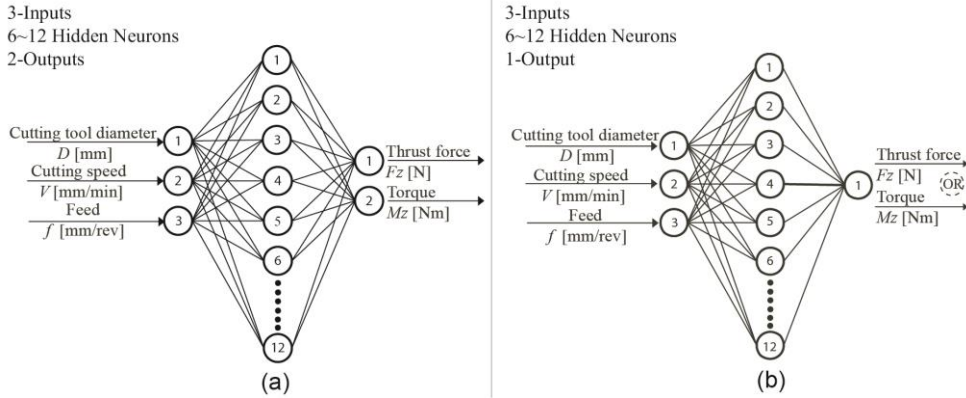 3-Inputs
6~12 Hidden Neurons
2-Outputs
Cutting tool diameter
D [mm]
Cutting speed
V [mm/min]
Feed
f [mm/rev]
1
2
3
1
2
3
4
5
6
12
1
2
Thrust force
Fz [N]
Torque
Mz [Nm]
(a)
3-Inputs
6~12 Hidden Neurons
1-Output
Cutting tool diameter
D [mm]
Cutting speed
V [mm/min]
Feed
f [mm/rev]
1
2
3
1
2
3
4
5
6
12
1
Thrust force
Fz [N]
OR
Torque
Mz [Nm]
(b)